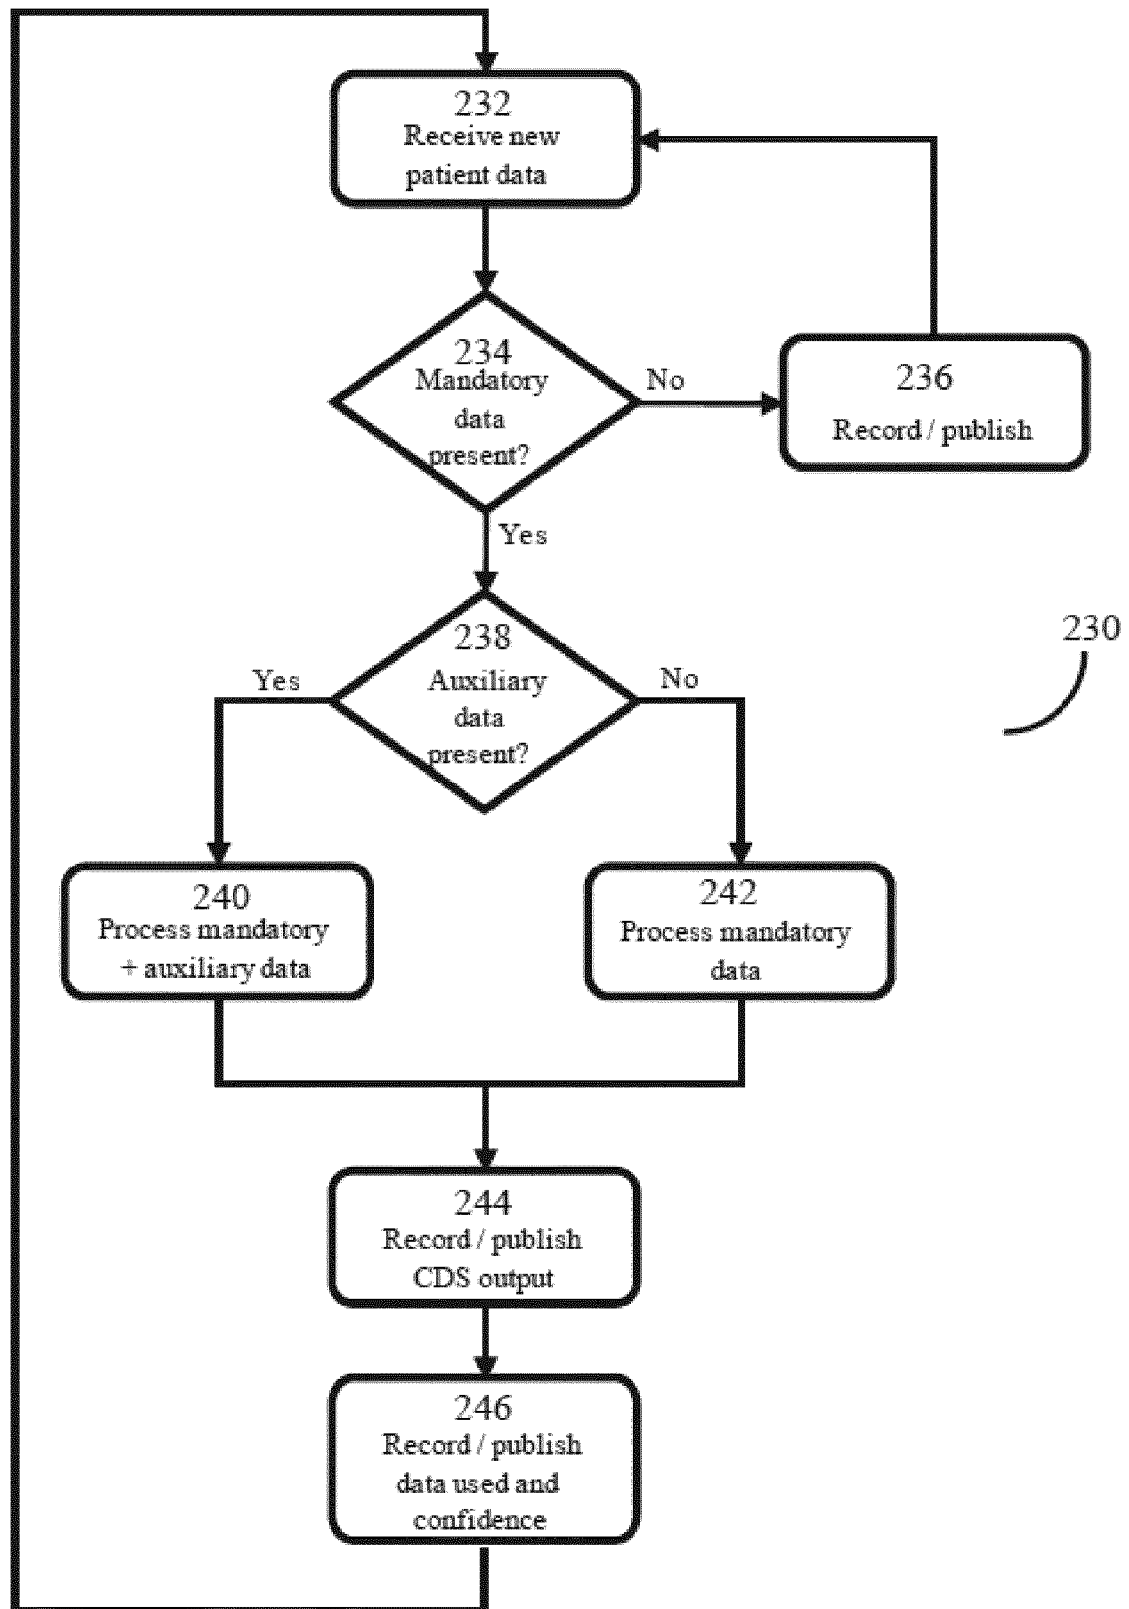 232
Receive new
patient data
234
Mandatory
data
present?
No
236
Record / publish
Yes
230
238
Auxiliary
data
present?
Yes
No
240
Process mandatory
+ auxiliary data
242
Process mandatory
data
244
Record / publish
CDS output
246
Record / publish
data used and
confidence